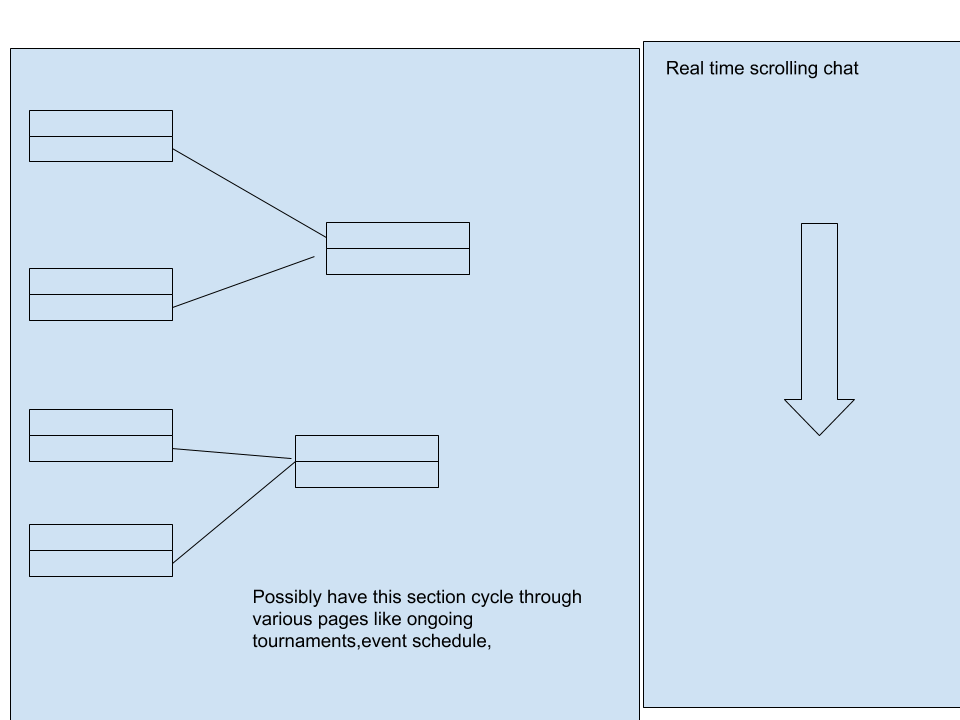 Real time scrolling chat
Possibly have this section cycle through
various pages like ongoing
tournaments,event schedule,